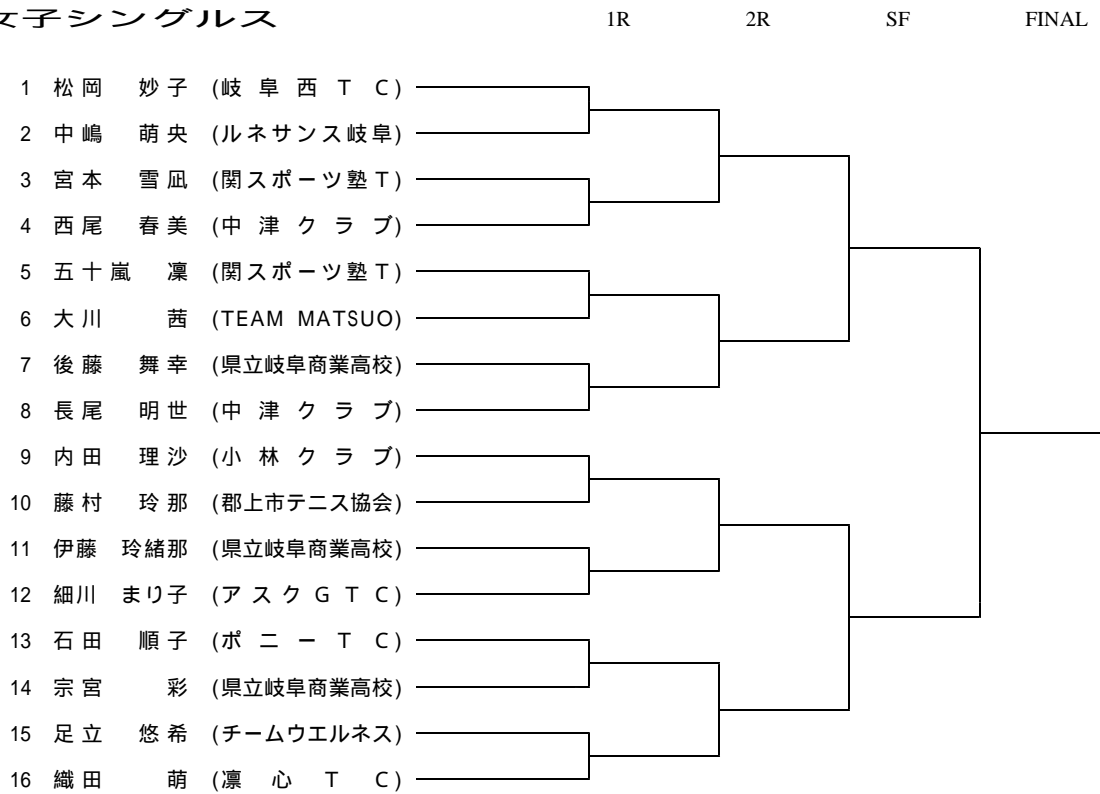 女子シングルス 1R 2R SF FINAL
1 松岡 妙子 (岐阜西TC)
2 中嶋 萌央 (ルネサンス岐阜)
3 宮本 雪凪 (関スポーツ塾T)
4 西尾 春美 (中津クラブ)
5 五十嵐 凜 (関スポーツ塾T)
6 大川 茜 (TEAM MATSUO)
7 後藤 舞幸 (県立岐阜商業高校)
8 長尾 明世 (中津クラブ)
9 内田 理沙 (小林クラブ)
10 藤村 玲那 (郡上市テニス協会)
11 伊藤 玲緒那 (県立岐阜商業高校)
12 細川 まり子 (アスクGTC)
13 石田 順子 (ポニーTC)
14 宗宮 彩 (県立岐阜商業高校)
15 足立 悠希 (チームウエルネス)
16 織田 萌 (凛心TC)